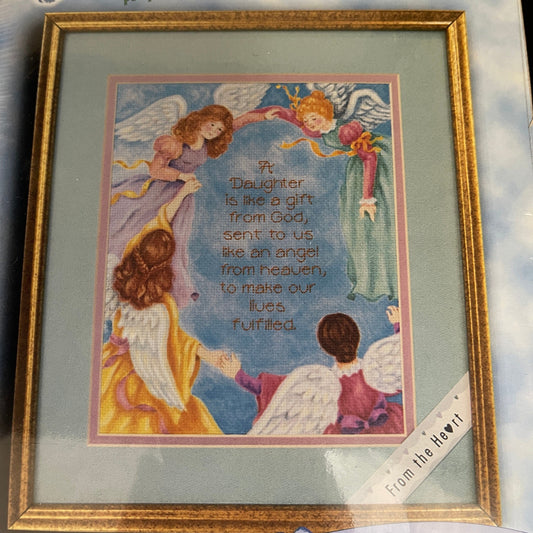 A
Daughter
is like a gift
from God,
sent to us
like an angel
from heaven,
to make our
lives
fulfilled.
From the Heart